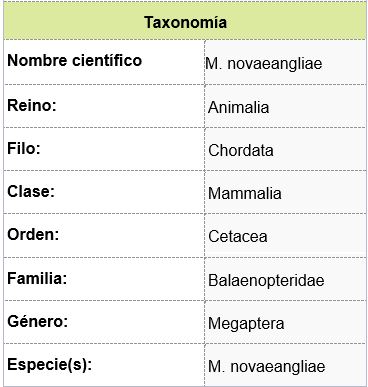 Taxonomía
Nombre científico M. novaeangliae
Reino: Animalia
Filo: Chordata
Clase: Mammalia
Orden: Cetacea
Familia: Balaenopteridae
Género: Megaptera
Especie(s): M. novaeangliae